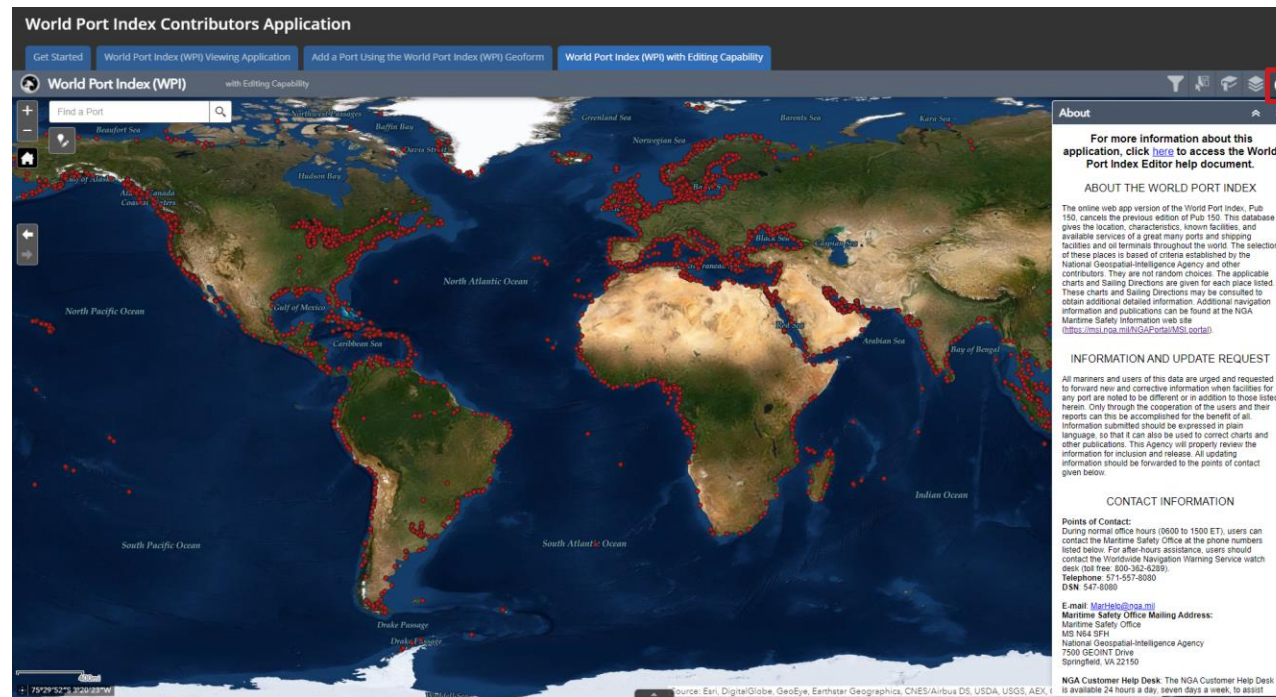 World Port Index Contributors Application
Get Started
World Port Index (WPI) Viewing Application
Add a Port Using the World Port Index (WPI) Geoform
World Port Index (WPI) with Editing Capability
World Port Index (WPI)
with Editing Capability
Find a Port
Northwest Passages
Beaufort Sea
Baffin Bay
Greenland Sea
Barents Sea
Kara Sea
Davis Strait
Norwegian Sea
Hudson Bay
Black Sea
Caspian Sea
North Atlantic Ocean
North Pacific Ocean
Gulf of Mexico
Red Sea
Caribbean Sea
Arabian Sea
Bay of Bengal
Indian Ocean
South Pacific Ocean
South Atlantic Ocean
Drake Passage
75°29'52"S 3°20'23"W
Source: Esri, DigitalGlobe, GeoEye, Earthstar Geographics, CNES/Airbus DS, USDA, USGS, AEX,
About
For more information about this
application, click here to access the World
Port Index Editor help document.
ABOUT THE WORLD PORT INDEX
The online web app version of the World Port Index, Pub
150, cancels the previous edition of Pub 150. This database
gives the location, characteristics, known facilities, and
available services of a great many ports and shipping
facilities and oil terminals throughout the world. The selection
of these places is based of criteria established by the
National Geospatial-Intelligence Agency and other
contributors. They are not random choices. The applicable
charts and Sailing Directions are given for each place listed.
These charts and Sailing Directions may be consulted to
obtain additional detailed information. Additional navigation
information and publications can be found at the NGA
Maritime Safety Information web site
(https://msi.nga.mil/NGAPortal/MSI.portal).
INFORMATION AND UPDATE REQUEST
All mariners and users of this data are urged and requested
to forward new and corrective information when facilities for
any port are noted to be different or in addition to those listed
herein. Only through the cooperation of the users and their
reports can this be accomplished for the benefit of all.
Information submitted should be expressed in plain
language, so that it can also be used to correct charts and
other publications. This Agency will properly review the
information for inclusion and release. All updating
information should be forwarded to the points of contact
given below.
CONTACT INFORMATION
Points of Contact:
During normal office hours (0600 to 1500 ET), users can
contact the Maritime Safety Office at the phone numbers
listed below. For after-hours assistance, users should
contact the Worldwide Navigation Warning Service watch
desk (toll free: 800-362-6289).
Telephone: 571-557-8080
DSN: 547-8080
E-mail: MarHelp@nga.mil
Maritime Safety Office Mailing Address:
Maritime Safety Office
MS N64 SFH
National Geospatial-Intelligence Agency
7500 GEOINT Drive
Springfield, VA 22150
NGA Customer Help Desk: The NGA Customer Help Desk
is available 24 hours a day, seven days a week, to assist